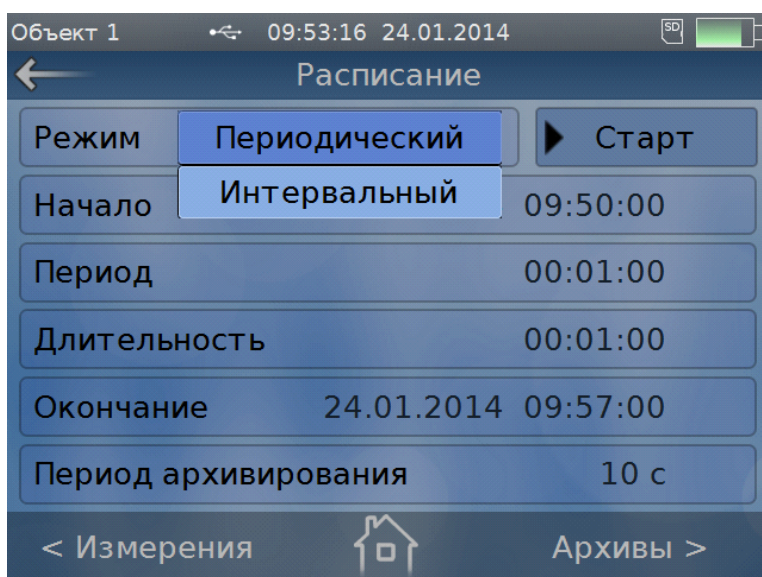 Объект 1 09:53:16 24.01.2014 SD
Расписание
Режим Периодический Старт
Интервальный
Начало 09:50:00
Период 00:01:00
Длительность 00:01:00
Окончание 24.01.2014 09:57:00
Период архивирования 10 с
< Измерения Архивы >